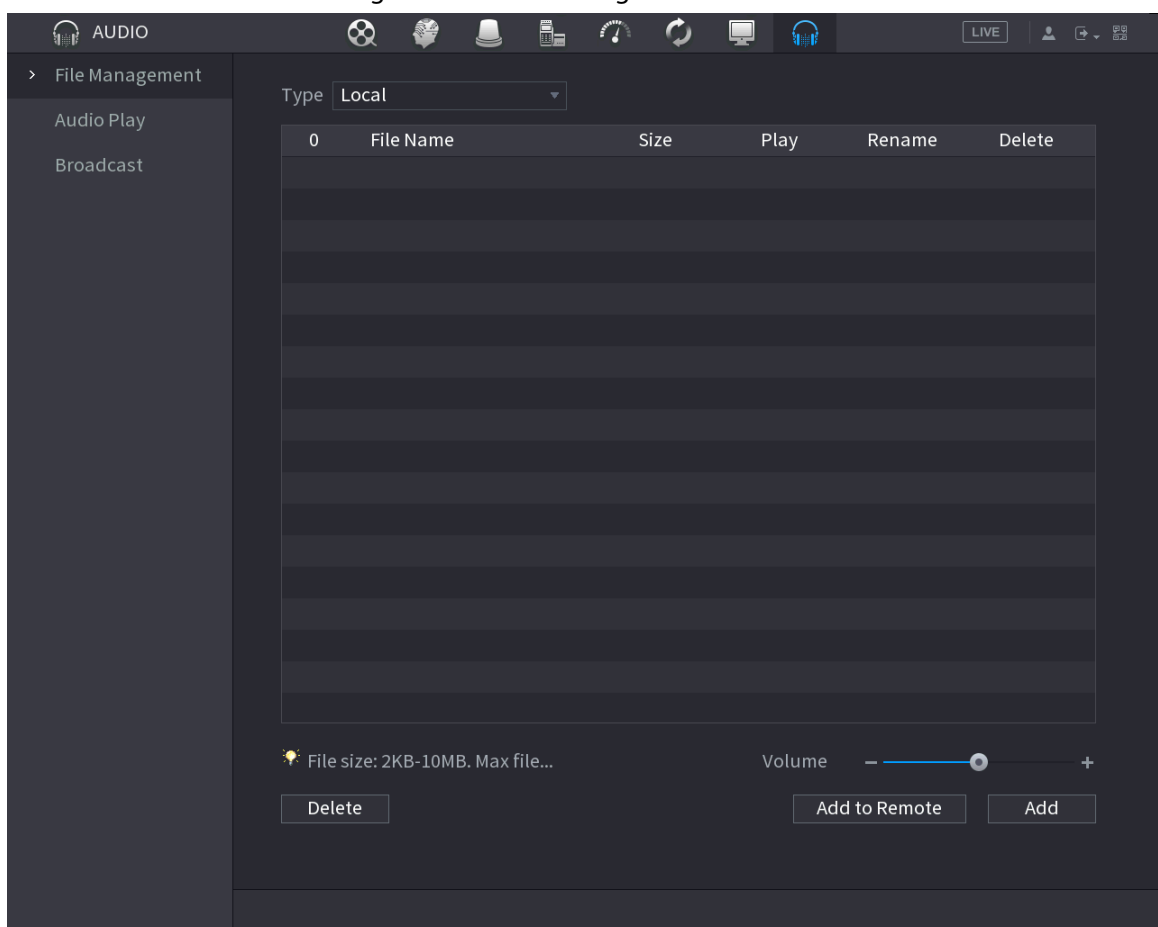 AUDIO LIVE
File Management
Audio Play
Broadcast
Type Local
0 File Name Size Play Rename Delete
File size: 2KB-10MB. Max file... Volume − +
Delete Add to Remote Add